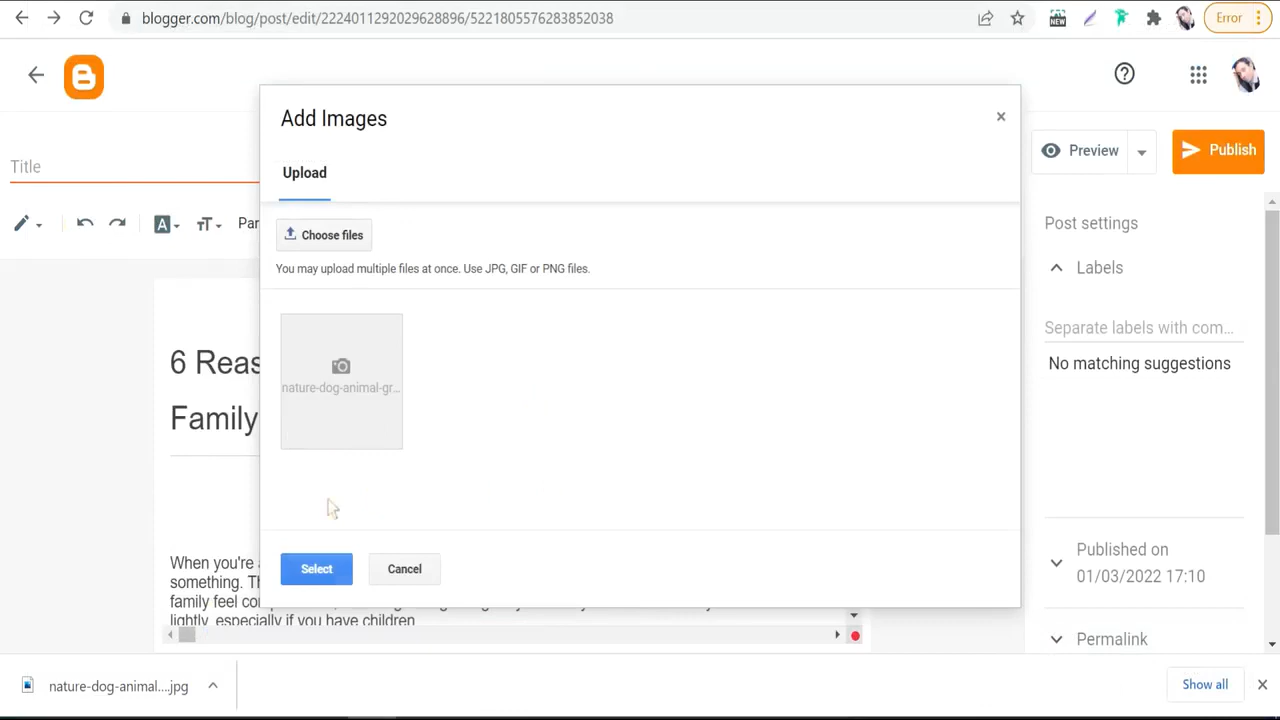 blogger.com/blog/post/edit/2224011292029628896/5221805576283852038
NEW
Error
Add Images
×
Upload
Title
Preview
Publish
Choose files
Par
You may upload multiple files at once. Use JPG, GIF or PNG files.
Post settings
Labels
Separate labels with com...
No matching suggestions
6 Reas
Family
nature-dog-animal-gr...
Published on
01/03/2022 17:10
When you're
something. Th
family feel
lightly, especially if you have children
Select
Cancel
Permalink
nature-dog-animal....jpg
Show all